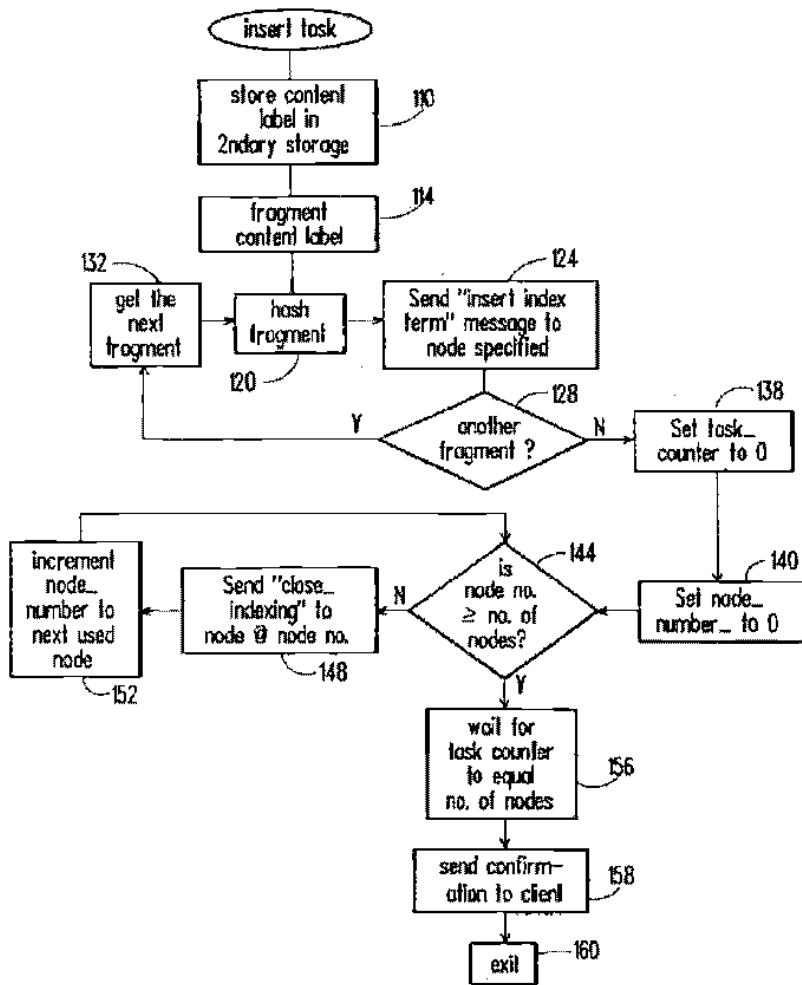 insert task
store content
label in
2ndary storage
110
fragment
content label
114
132
get the
next
fragment
hash
fragment
120
124
Send "insert index
term" message to
node specified
128
another
fragment ?
Y
N
138
Set task_
counter to 0
140
Set node_
number_ to 0
144
is
node no.
≥ no. of
nodes?
N
Y
Send "close_
indexing" to
node @ node no.
148
increment
node_
number to
next used
node
152
wait for
task counter
to equal
no. of nodes
156
send confirm-
ation to client
158
exit
160